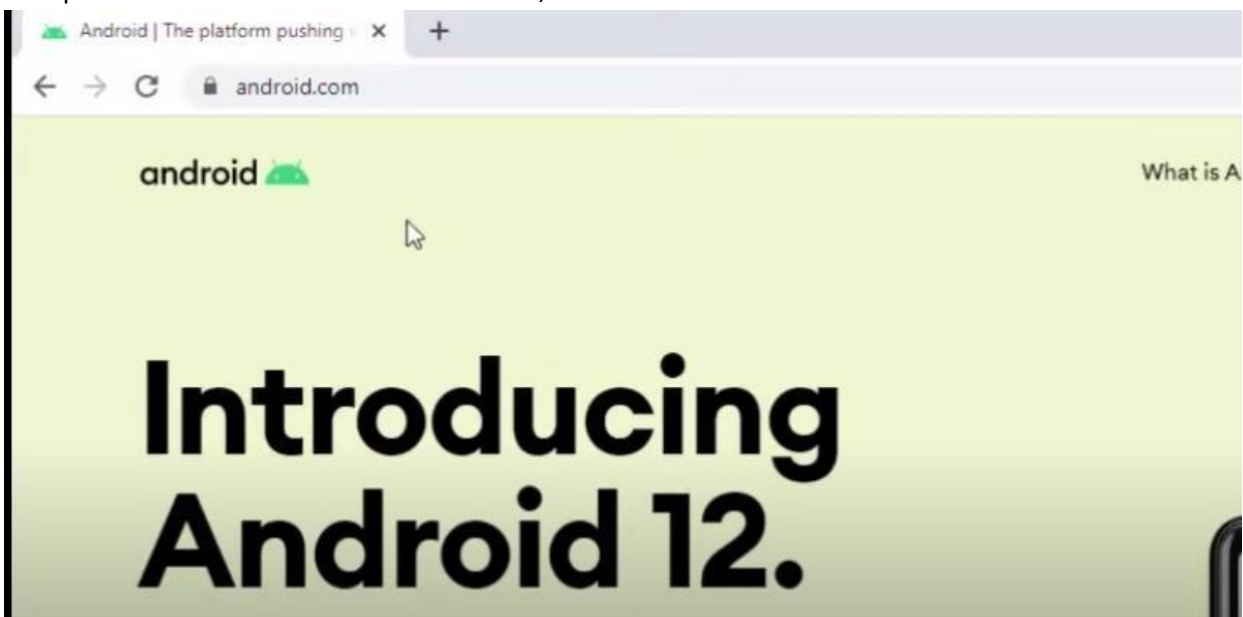 Android | The platform pushing
android.com
android
What is A
Introducing
Android 12.